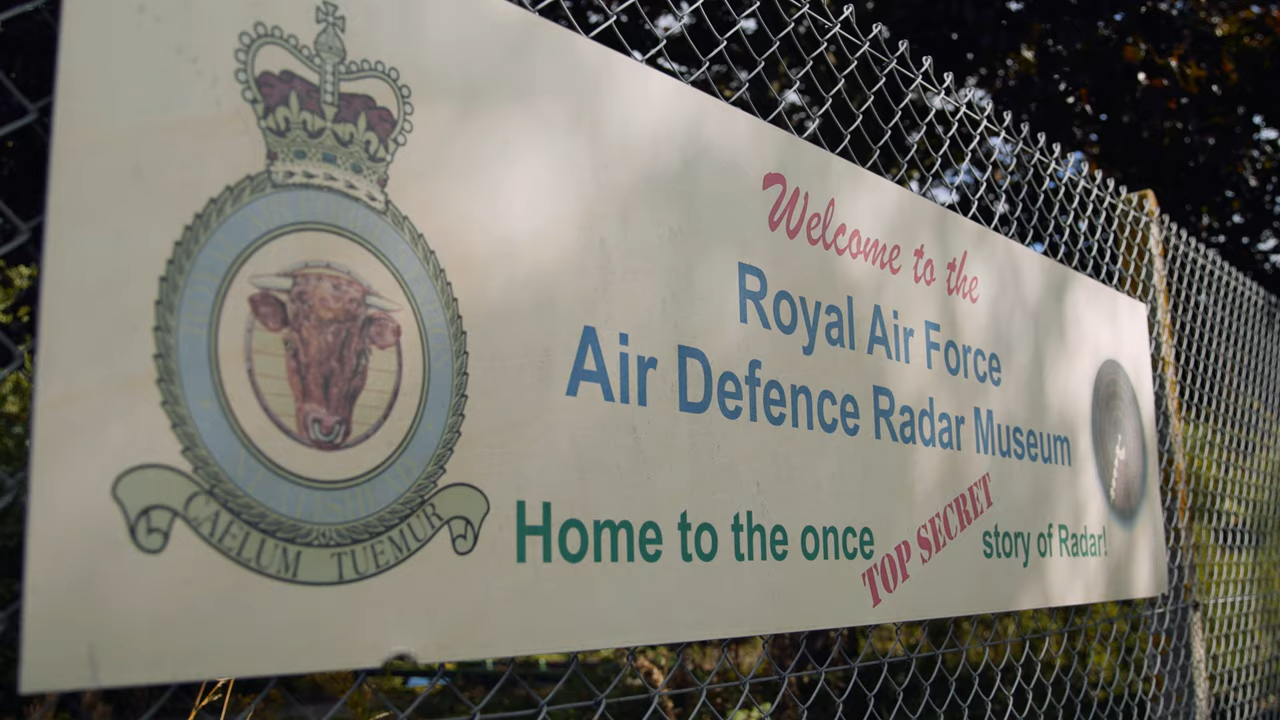 Welcome to the
Royal Air Force
Air Defence Radar Museum
Home to the once TOP SECRET story of Radar!
CAELUM TUEMUR